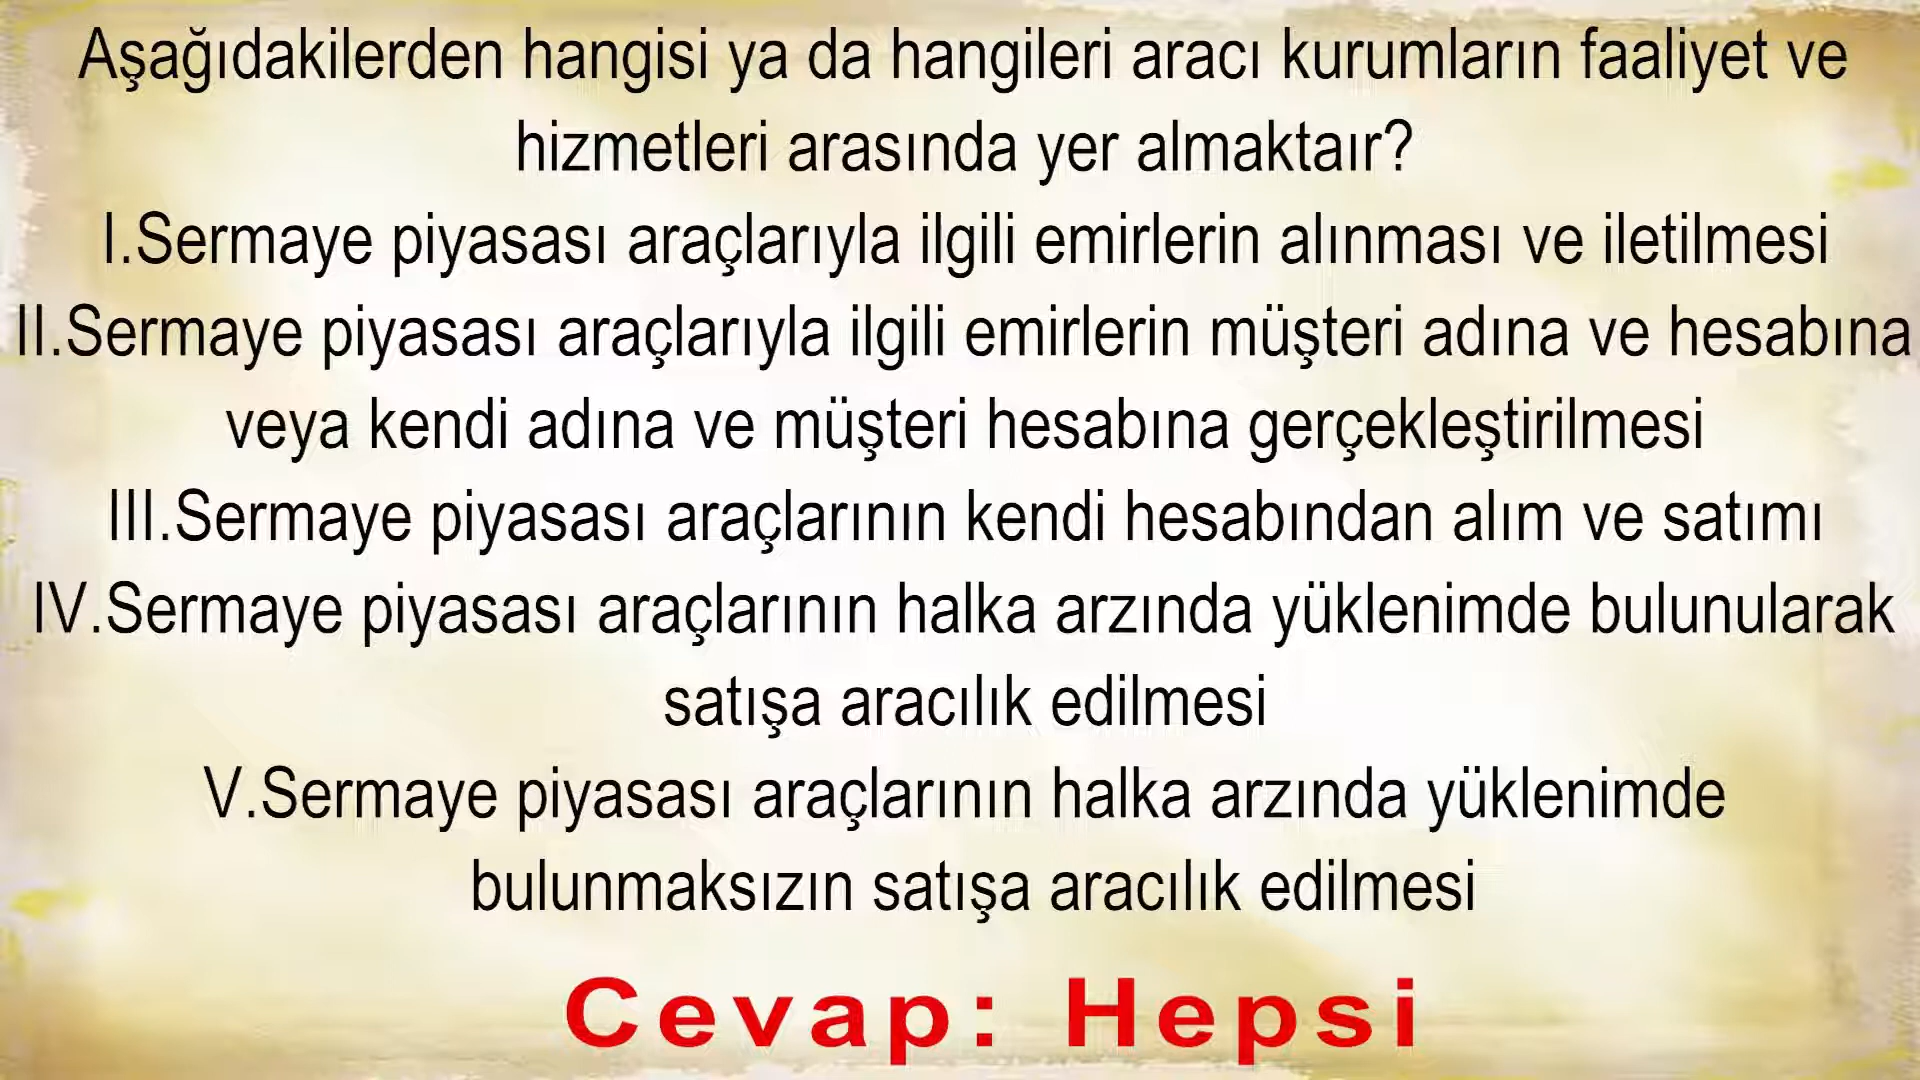 Aşağıdakilerden hangisi ya da hangileri aracı kurumların faaliyet ve
hizmetleri arasında yer almaktaır?
I.Sermaye piyasası araçlarıyla ilgili emirlerin alınması ve iletilmesi
II.Sermaye piyasası araçlarıyla ilgili emirlerin müşteri adına ve hesabına
veya kendi adına ve müşteri hesabına gerçekleştirilmesi
III.Sermaye piyasası araçlarının kendi hesabından alım ve satımı
IV.Sermaye piyasası araçlarının halka arzında yüklenimde bulunularak
satışa aracılık edilmesi
V.Sermaye piyasası araçlarının halka arzında yüklenimde
bulunmaksızın satışa aracılık edilmesi
Cevap: Hepsi